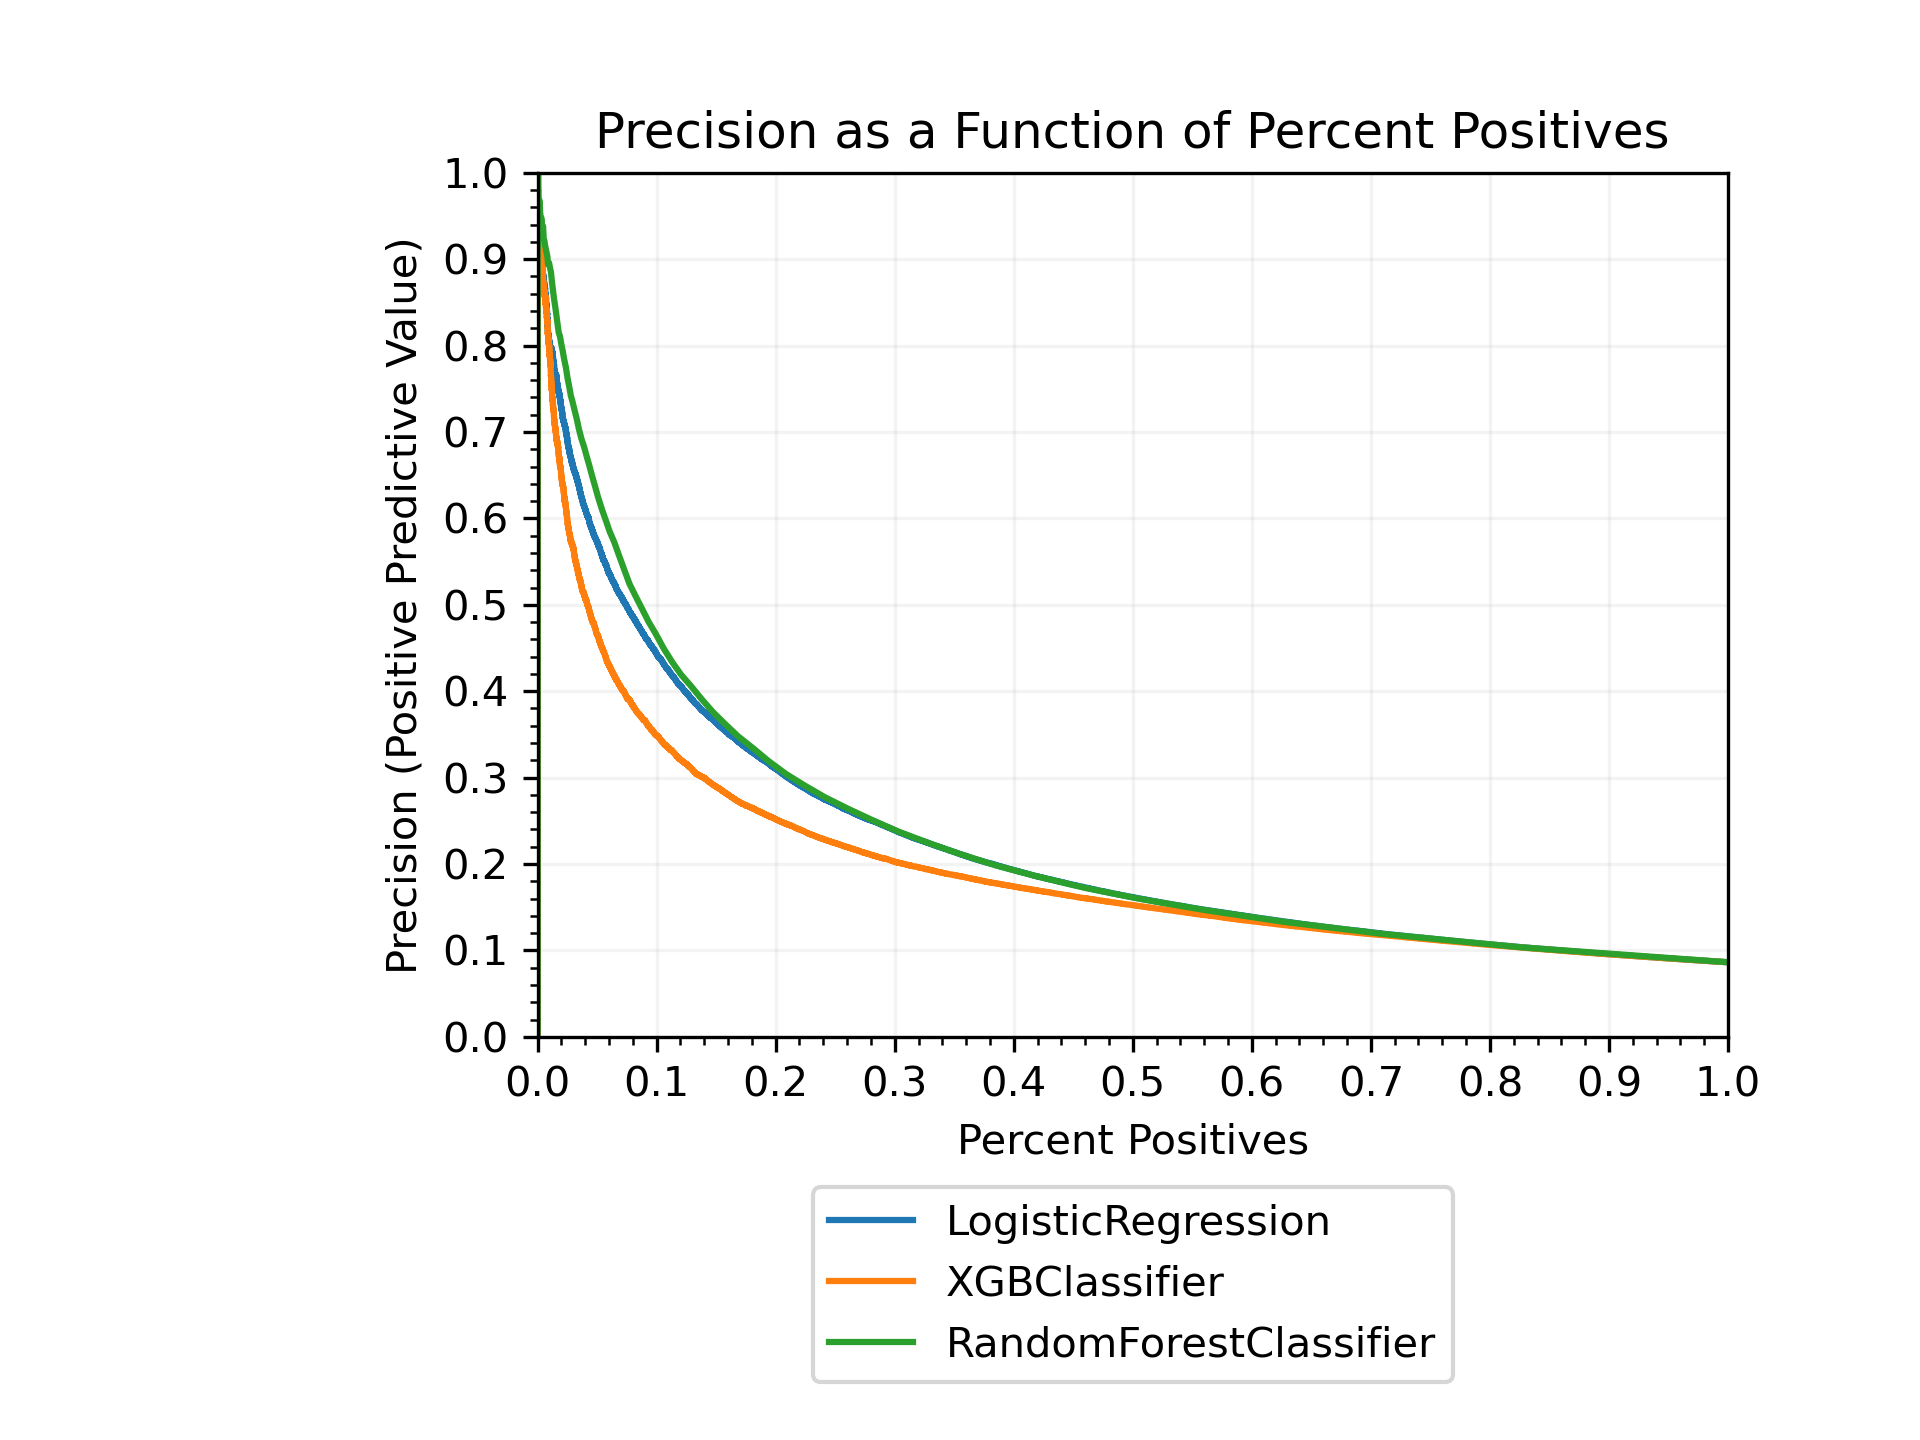 Precision as a Function of Percent Positives
Precision (Positive Predictive Value)
1.0
0.9
0.8
0.7
0.6
0.5
0.4
0.3
0.2
0.1
0.0
0.0 0.1 0.2 0.3 0.4 0.5 0.6 0.7 0.8 0.9 1.0
Percent Positives
LogisticRegression
XGBClassifier
RandomForestClassifier